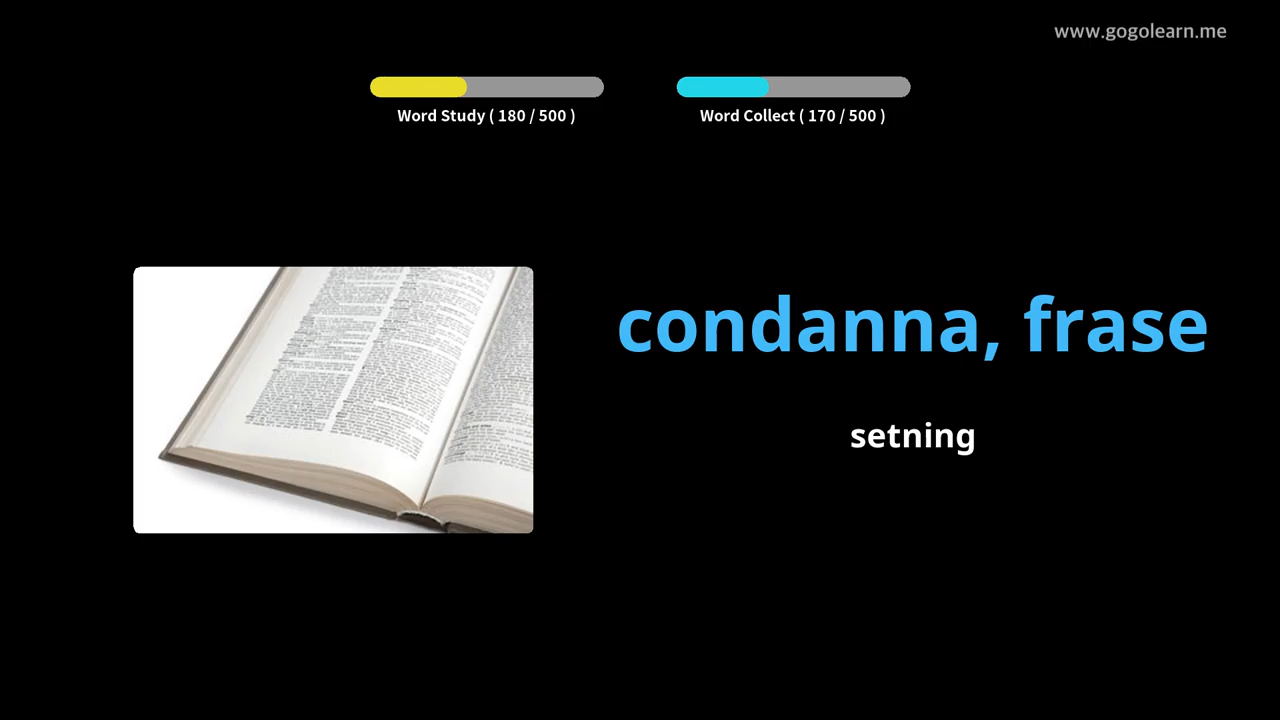 www.gogolearn.me
Word Study ( 180 / 500 )
Word Collect ( 170 / 500 )
condanna, frase
setning